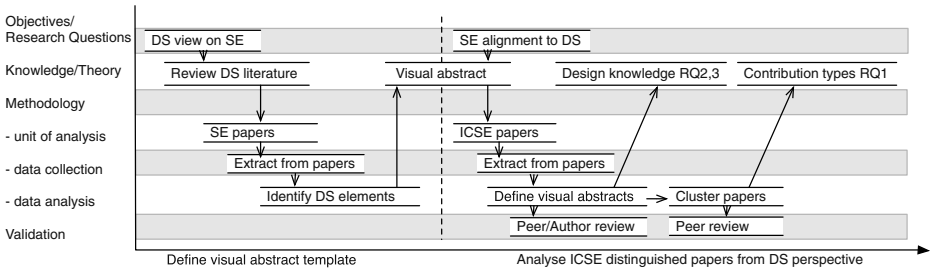 Objectives/
Research Questions
DS view on SE
SE alignment to DS
Knowledge/Theory
Review DS literature
Visual abstract
Design knowledge RQ2,3
Contribution types RQ1
Methodology
- unit of analysis
SE papers
ICSE papers
- data collection
Extract from papers
Extract from papers
- data analysis
Identify DS elements
Define visual abstracts
Cluster papers
Validation
Peer/Author review
Peer review
Define visual abstract template
Analyse ICSE distinguished papers from DS perspective